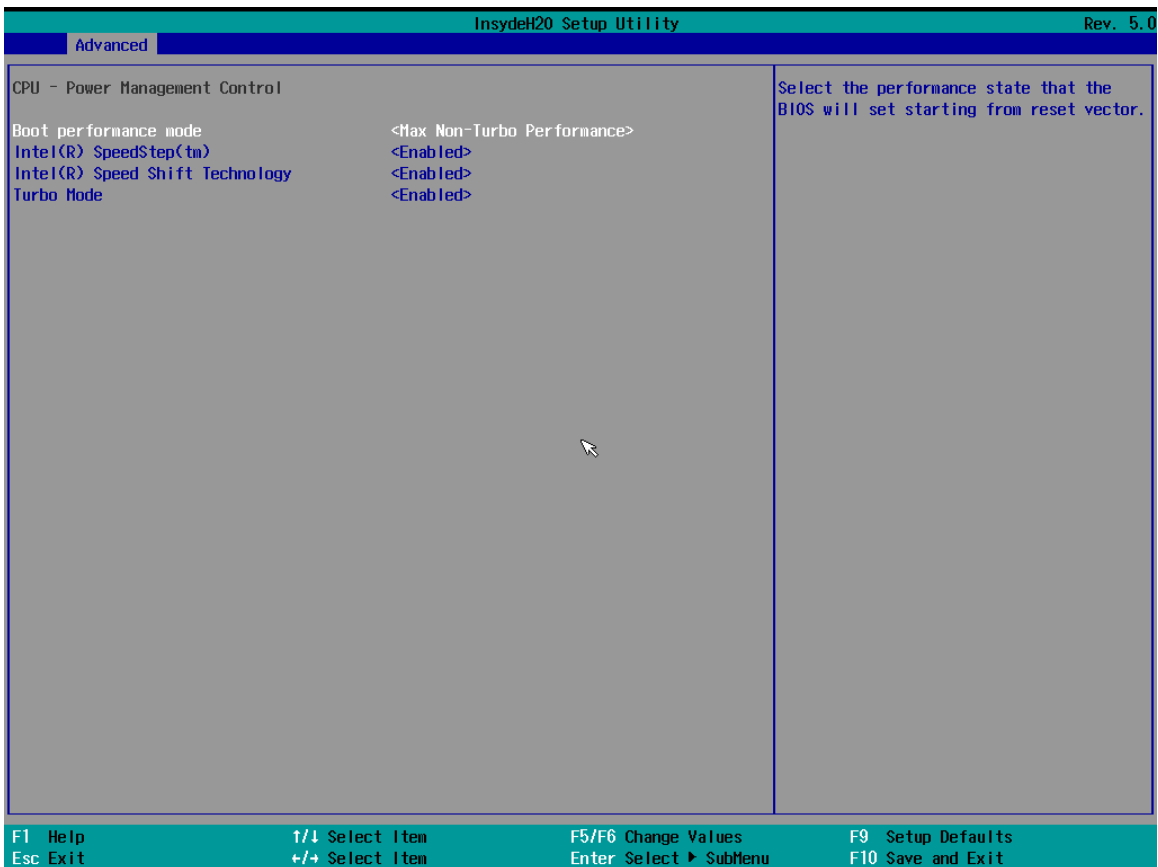 InsydeH20 Setup Utility Rev. 5.0
Advanced
CPU - Power Management Control
Boot performance mode <Max Non-Turbo Performance>
Intel(R) SpeedStep(tm) <Enabled>
Intel(R) Speed Shift Technology <Enabled>
Turbo Mode <Enabled>
Select the performance state that the
BIOS will set starting from reset vector.
F1 Help ↑/↓ Select Item F5/F6 Change Values F9 Setup Defaults
Esc Exit ←/→ Select Item Enter Select ▶ SubMenu F10 Save and Exit